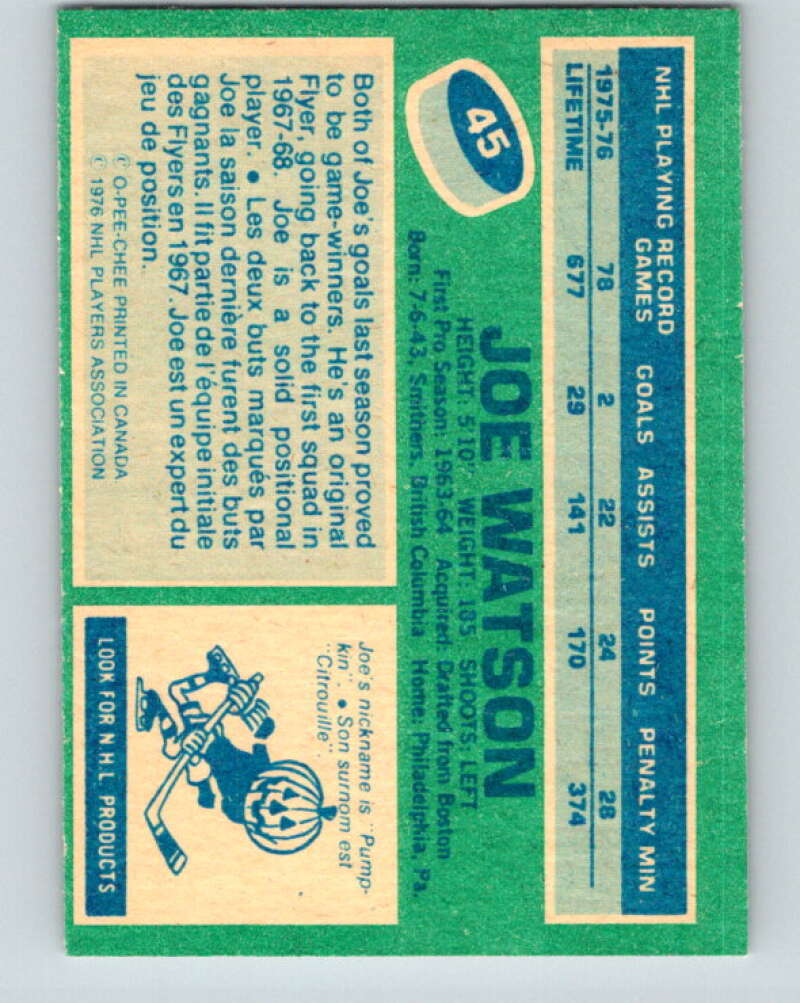 NHL PLAYING RECORD
GAMES GOALS ASSISTS POINTS PENALTY MIN
1975-76 78 2 22 24 28
LIFETIME 677 29 141 170 374
45
JOE WATSON
HEIGHT: 5'10" WEIGHT: 185 SHOOTS: LEFT
First Pro Season: 1963-64 Acquired: Drafted from Boston
Born: 7-6-43, Smithers, British Columbia Home: Philadelphia, Pa.
Both of Joe's goals last season proved
to be game-winners. He's an original
Flyer, going back to the first squad in
1967-68. Joe is a solid positional
player. • Les deux buts marqués par
Joe la saison dernière furent des buts
gagnants. Il fit partie de l'équipe initiale
des Flyers en 1967. Joe est un expert du
jeu de position.
© O-PEE-CHEE PRINTED IN CANADA
© 1976 NHL PLAYERS ASSOCIATION
Joe's nickname is "Pump-
kin". • Son surnom est
"Citrouille".
LOOK FOR N.H.L. PRODUCTS